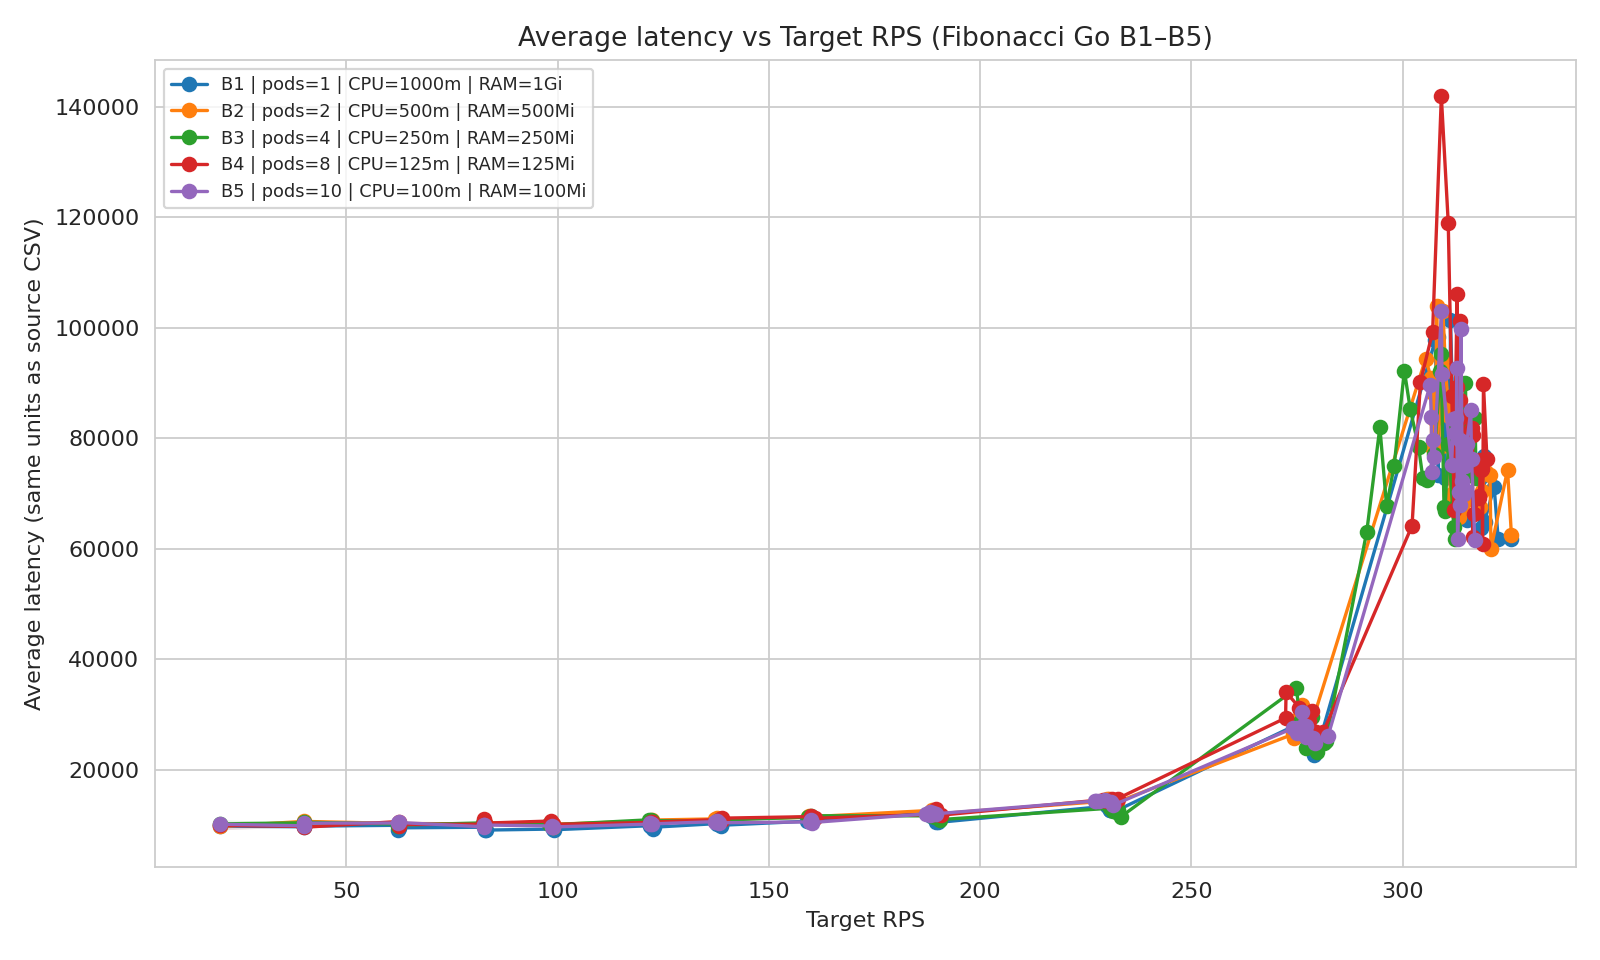 Average latency vs Target RPS (Fibonacci Go B1–B5)
B1 | pods=1 | CPU=1000m | RAM=1Gi
B2 | pods=2 | CPU=500m | RAM=500Mi
B3 | pods=4 | CPU=250m | RAM=250Mi
B4 | pods=8 | CPU=125m | RAM=125Mi
B5 | pods=10 | CPU=100m | RAM=100Mi
Average latency (same units as source CSV)
140000
120000
100000
80000
60000
40000
20000
50
100
150
200
250
300
Target RPS